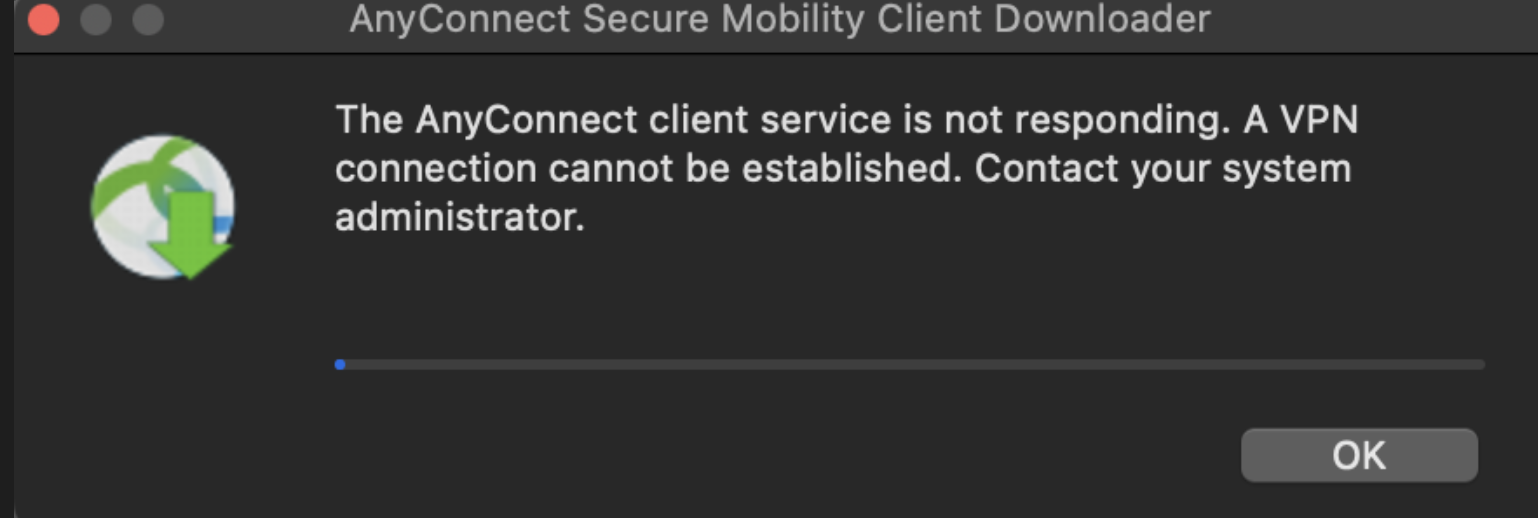 AnyConnect Secure Mobility Client Downloader
The AnyConnect client service is not responding. A VPN
connection cannot be established. Contact your system
administrator.
OK